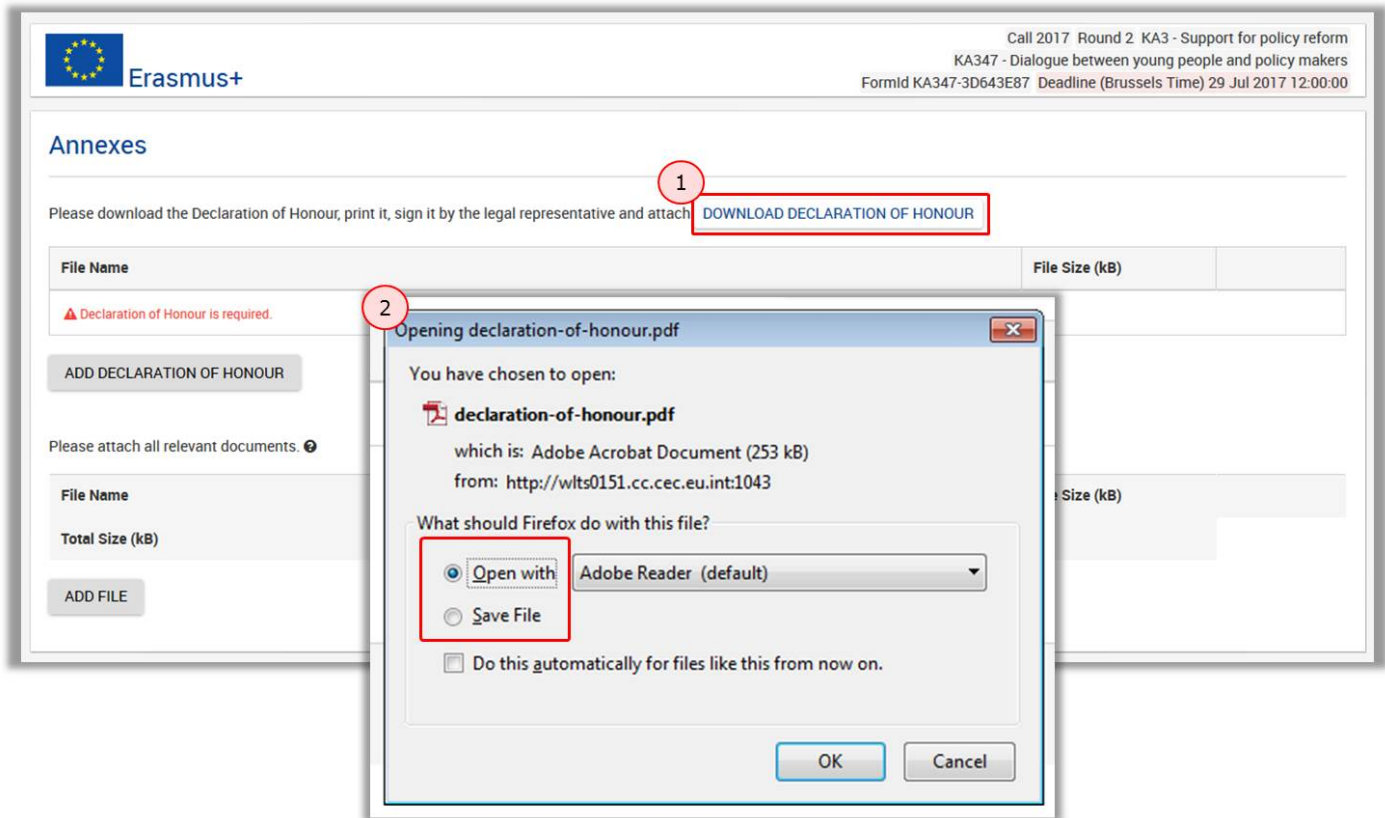 Erasmus+
Call 2017 Round 2 KA3 - Support for policy reform
KA347 - Dialogue between young people and policy makers
FormId KA347-3D643E87 Deadline (Brussels Time) 29 Jul 2017 12:00:00
Annexes
1
Please download the Declaration of Honour, print it, sign it by the legal representative and attach. DOWNLOAD DECLARATION OF HONOUR
File Name File Size (kB)
Declaration of Honour is required.
ADD DECLARATION OF HONOUR
Please attach all relevant documents.
File Name Size (kB)
Total Size (kB)
ADD FILE
2
Opening declaration-of-honour.pdf
You have chosen to open:
declaration-of-honour.pdf
which is: Adobe Acrobat Document (253 kB)
from: http://wlts0151.cc.cec.eu.int:1043
What should Firefox do with this file?
Open with Adobe Reader (default)
Save File
Do this automatically for files like this from now on.
OK Cancel